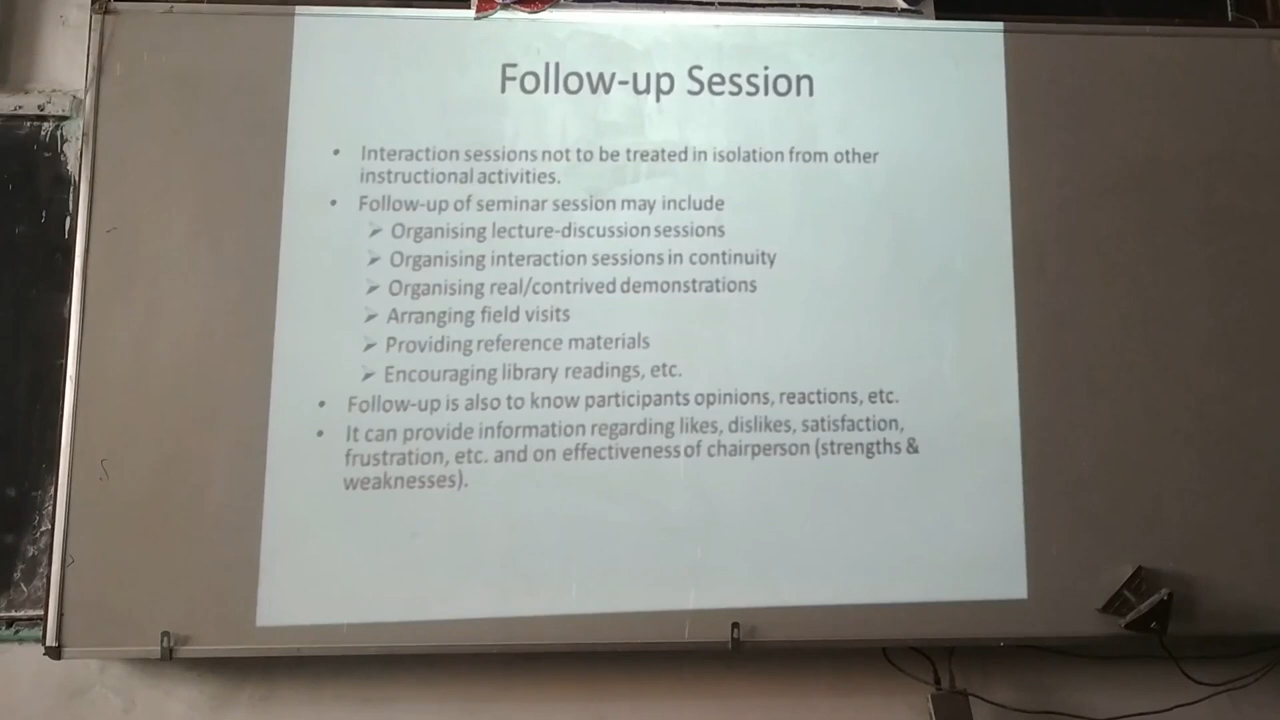 Follow-up Session
• Interaction sessions not to be treated in isolation from other
instructional activities.
• Follow-up of seminar session may include
➢ Organising lecture-discussion sessions
➢ Organising interaction sessions in continuity
➢ Organising real/contrived demonstrations
➢ Arranging field visits
➢ Providing reference materials
➢ Encouraging library readings, etc.
• Follow-up is also to know participants opinions, reactions, etc.
• It can provide information regarding likes, dislikes, satisfaction,
frustration, etc. and on effectiveness of chairperson (strengths &
weaknesses).